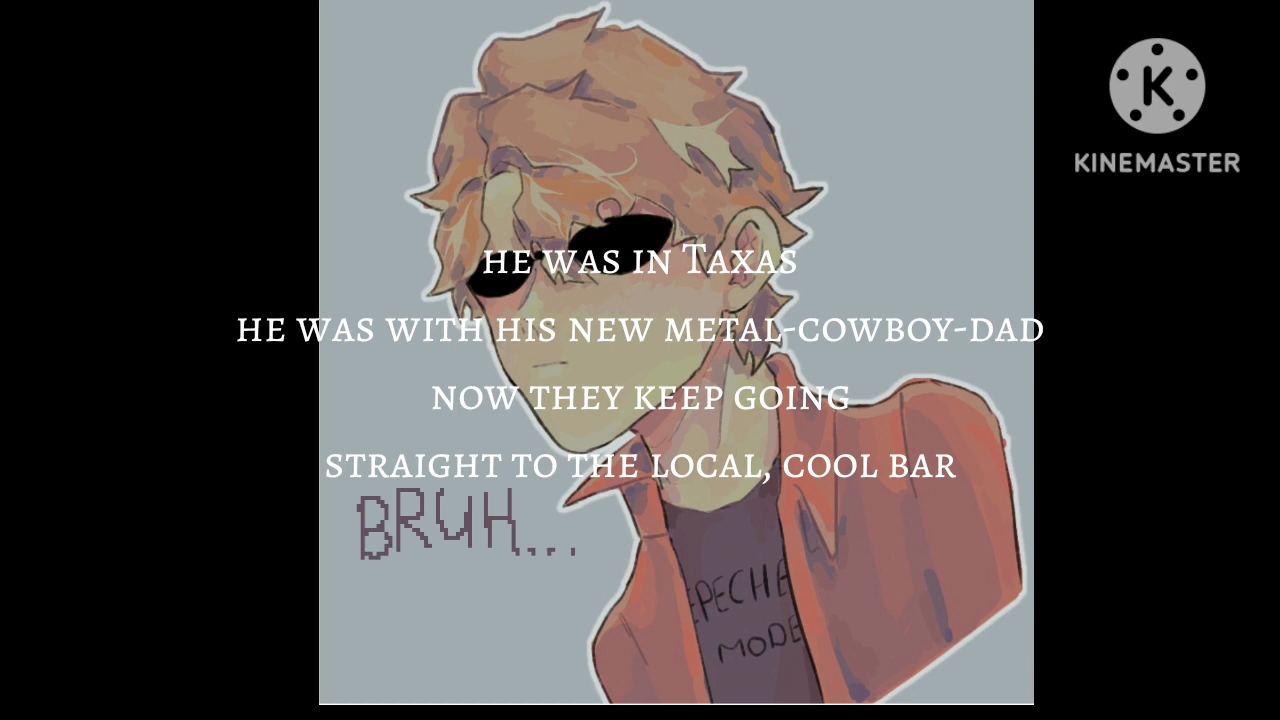 KINEMASTER
he was in Taxas
he was with his new metal-cowboy-dad
now they keep going
straight to the local, cool bar
BRUH...
EPECHE
MODE